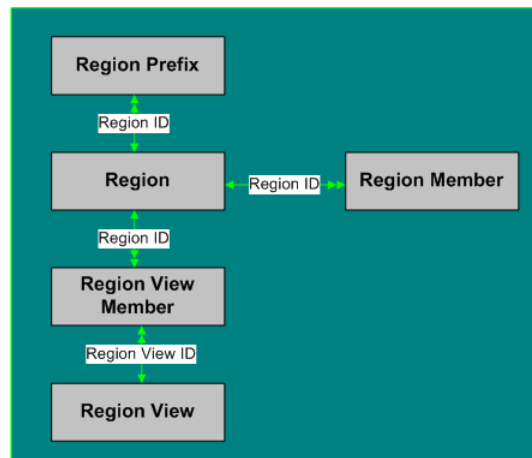 Region Prefix
Region ID
Region
Region ID
Region Member
Region ID
Region View
Member
Region View ID
Region View